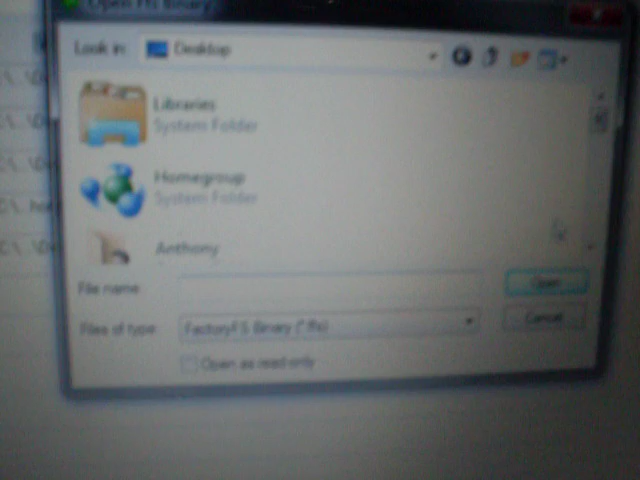 Open ffs Binary
Look in: Desktop
Libraries
System Folder
Homegroup
System Folder
Anthony
File name:
Open
Files of type: FactoryFS Binary (*.ffs)
Cancel
Open as read-only